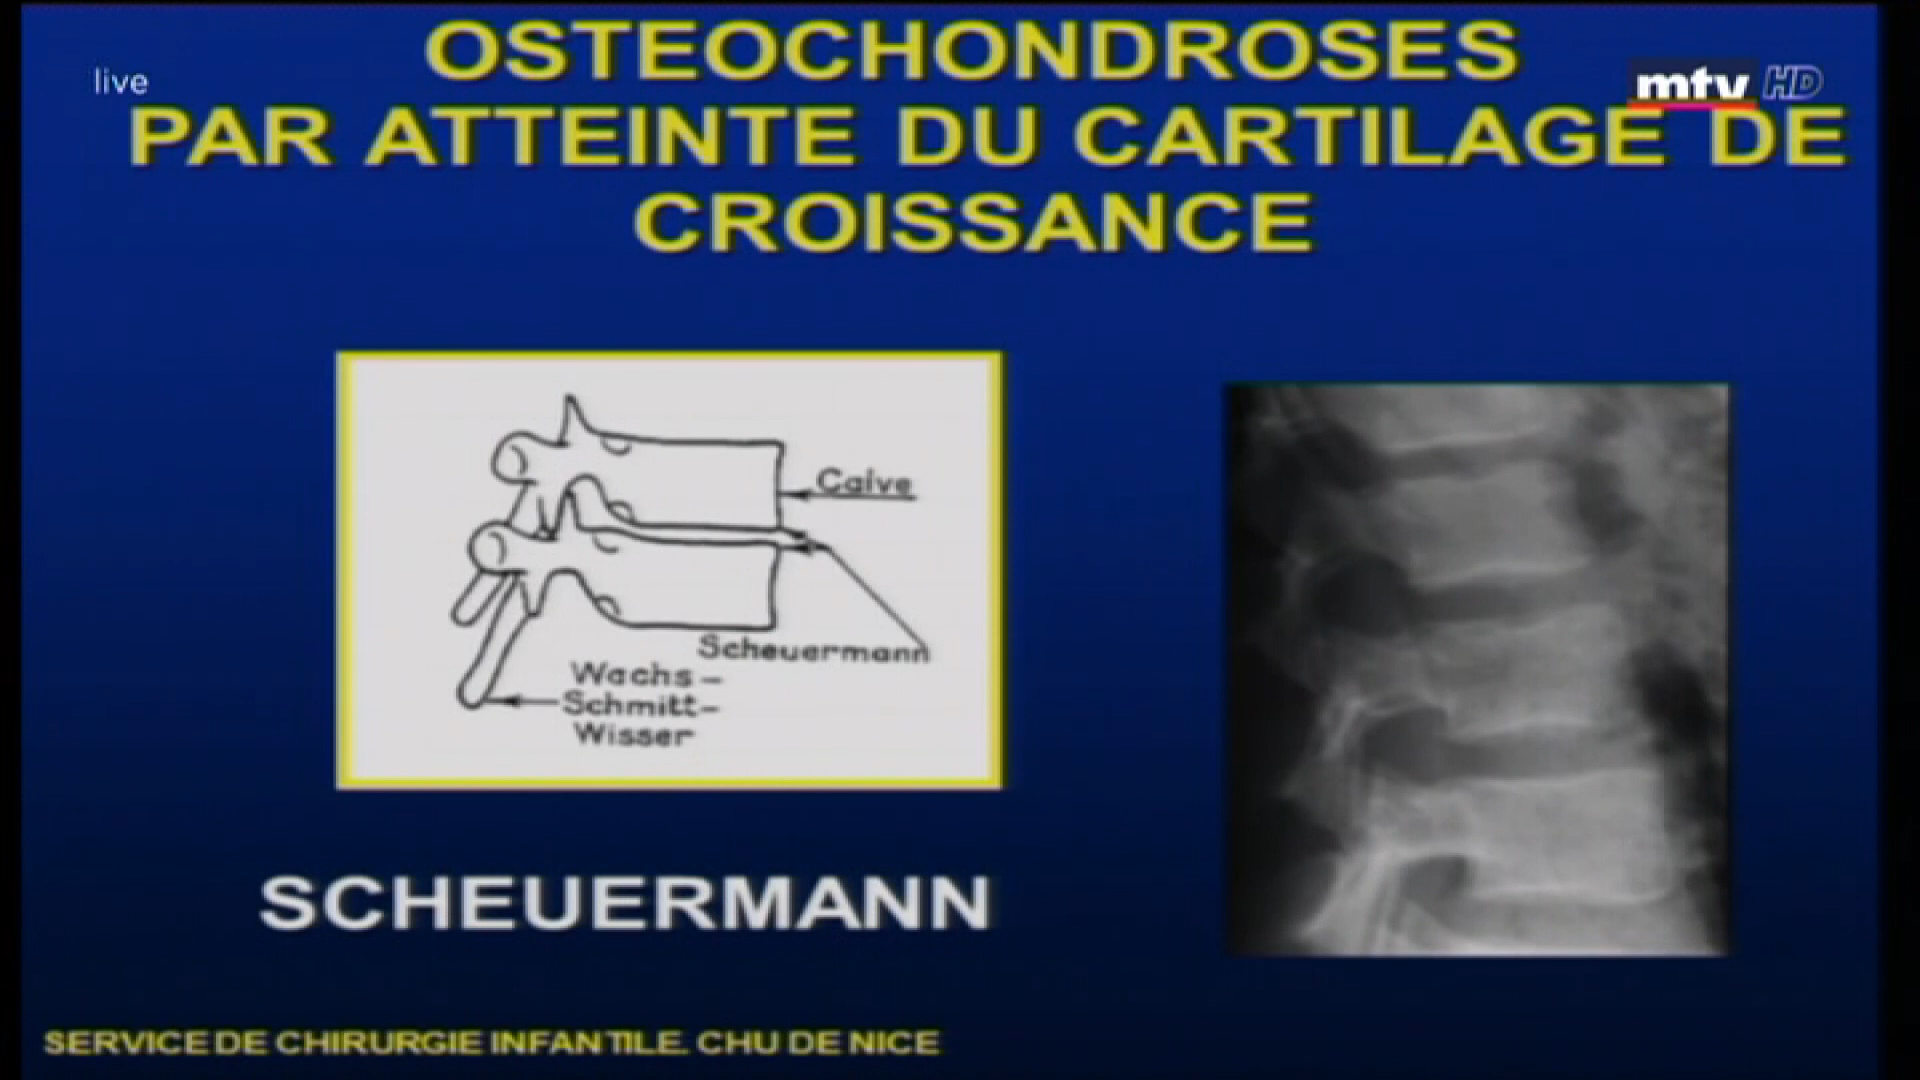 OSTEOCHONDROSES
live
mtv HD
PAR ATTEINTE DU CARTILAGE DE
CROISSANCE
Calve
Scheuermann
Wachs-
Schmitt-
Wisser
SCHEUERMANN
SERVICE DE CHIRURGIE INFANTILE. CHU DE NICE